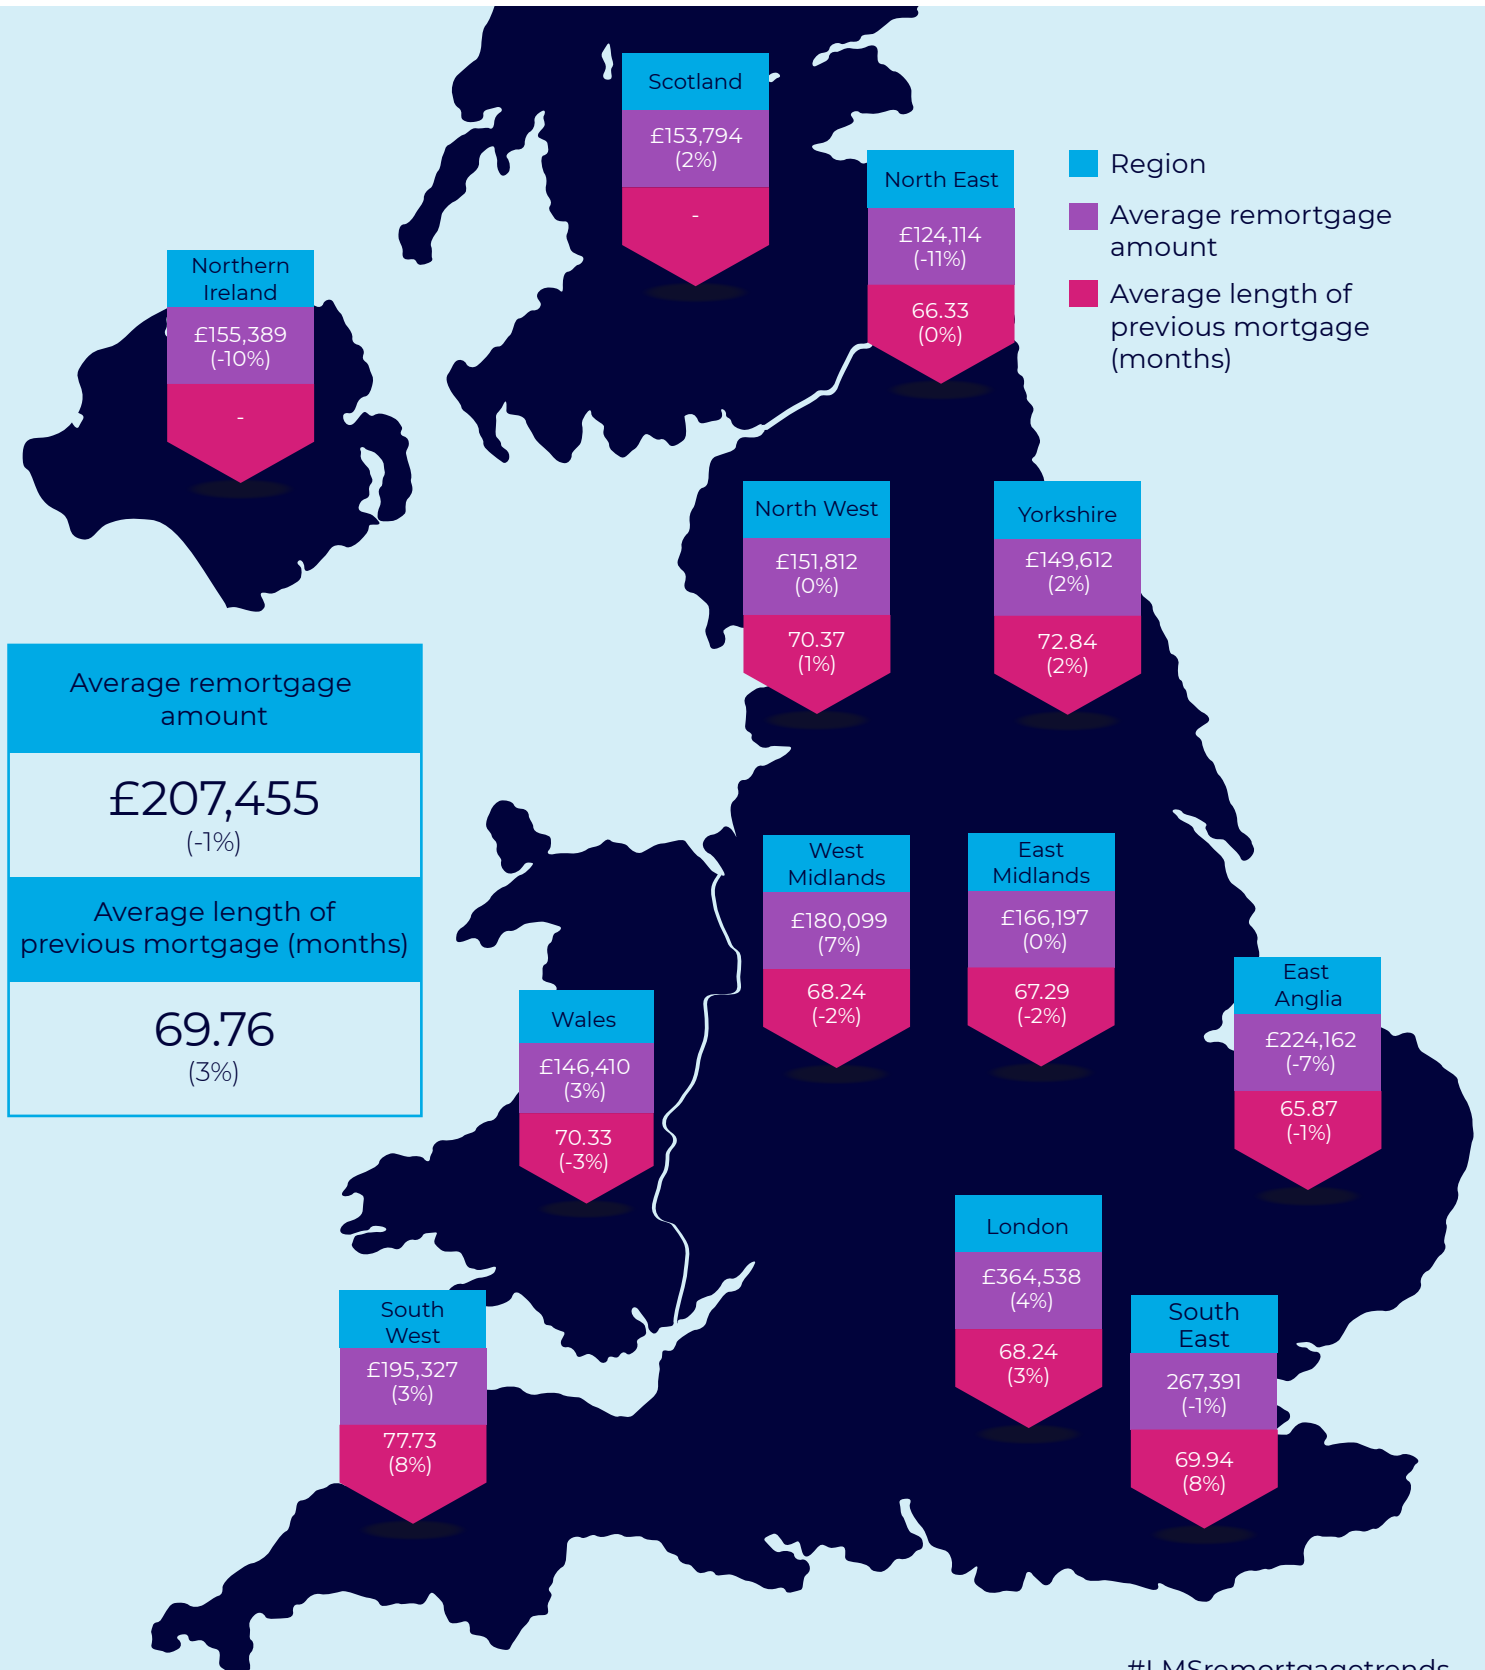 Scotland
£153,794
(2%)
-
North East
£124,114
(-11%)
66.33
(0%)
Region
Average remortgage
amount
Average length of
previous mortgage
(months)
Northern
Ireland
£155,389
(-10%)
-
North West
£151,812
(0%)
70.37
(1%)
Yorkshire
£149,612
(2%)
72.84
(2%)
Average remortgage
amount
£207,455
(-1%)
Average length of
previous mortgage (months)
69.76
(3%)
West
Midlands
£180,099
(7%)
68.24
(-2%)
East
Midlands
£166,197
(0%)
67.29
(-2%)
East
Anglia
£224,162
(-7%)
65.87
(-1%)
Wales
£146,410
(3%)
70.33
(-3%)
London
£364,538
(4%)
68.24
(3%)
South
West
£195,327
(3%)
77.73
(8%)
South
East
267,391
(-1%)
69.94
(8%)
#LMSremortgagetrends